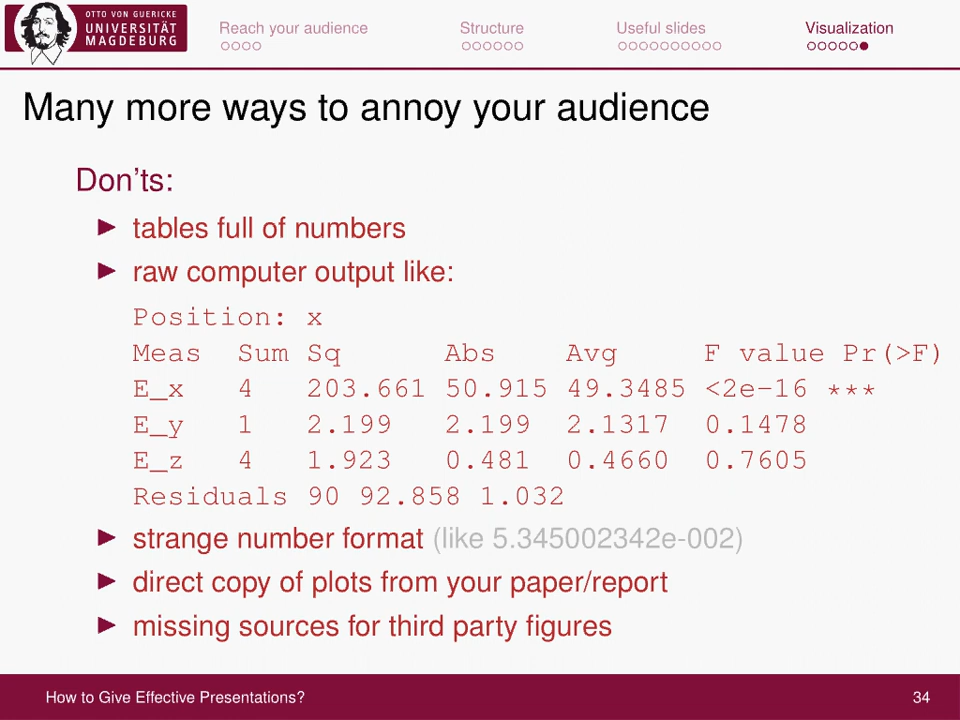 OTTO VON GUERICKE
UNIVERSITÄT
MAGDEBURG
Reach your audience
Structure
Useful slides
Visualization
Many more ways to annoy your audience
Don'ts:
tables full of numbers
raw computer output like:
Position: x
Meas Sum Sq Abs Avg F value Pr(>F)
E_x 4 203.661 50.915 49.3485 <2e-16 ***
E_y 1 2.199 2.199 2.1317 0.1478
E_z 4 1.923 0.481 0.4660 0.7605
Residuals 90 92.858 1.032
strange number format (like 5.345002342e-002)
direct copy of plots from your paper/report
missing sources for third party figures
How to Give Effective Presentations?
34